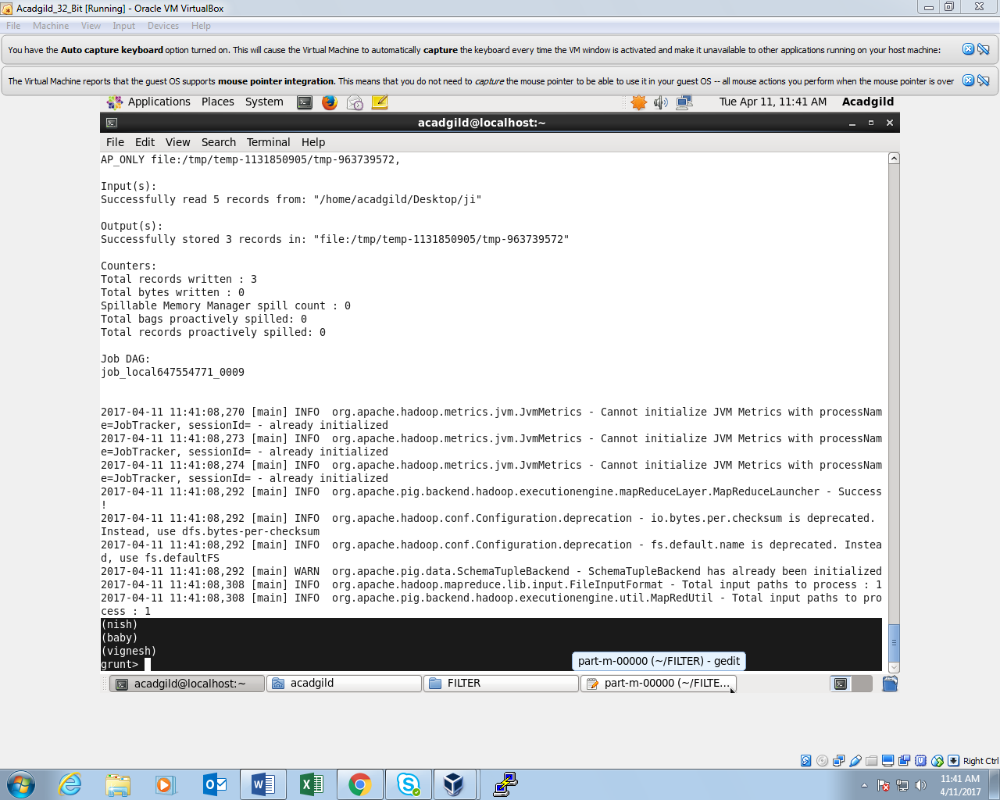 Acadgild_32_Bit [Running] - Oracle VM VirtualBox
File Machine View Input Devices Help
You have the Auto capture keyboard option turned on. This will cause the Virtual Machine to automatically capture the keyboard every time the VM window is activated and make it unavailable to other applications running on your host machine:
The Virtual Machine reports that the guest OS supports mouse pointer integration. This means that you do not need to capture the mouse pointer to be able to use it in your guest OS -- all mouse actions you perform when the mouse pointer is over
Applications Places System Tue Apr 11, 11:41 AM Acadgild
acadgild@localhost:~
File Edit View Search Terminal Help
AP_ONLY file:/tmp/temp-1131850905/tmp-963739572,
Input(s):
Successfully read 5 records from: "/home/acadgild/Desktop/ji"
Output(s):
Successfully stored 3 records in: "file:/tmp/temp-1131850905/tmp-963739572"
Counters:
Total records written : 3
Total bytes written : 0
Spillable Memory Manager spill count : 0
Total bags proactively spilled: 0
Total records proactively spilled: 0
Job DAG:
job_local647554771_0009
2017-04-11 11:41:08,270 [main] INFO  org.apache.hadoop.metrics.jvm.JvmMetrics - Cannot initialize JVM Metrics with processNam
e=JobTracker, sessionId= - already initialized
2017-04-11 11:41:08,273 [main] INFO  org.apache.hadoop.metrics.jvm.JvmMetrics - Cannot initialize JVM Metrics with processNam
e=JobTracker, sessionId= - already initialized
2017-04-11 11:41:08,274 [main] INFO  org.apache.hadoop.metrics.jvm.JvmMetrics - Cannot initialize JVM Metrics with processNam
e=JobTracker, sessionId= - already initialized
2017-04-11 11:41:08,292 [main] INFO  org.apache.pig.backend.hadoop.executionengine.mapReduceLayer.MapReduceLauncher - Success
!
2017-04-11 11:41:08,292 [main] INFO  org.apache.hadoop.conf.Configuration.deprecation - io.bytes.per.checksum is deprecated.
Instead, use dfs.bytes-per-checksum
2017-04-11 11:41:08,292 [main] INFO  org.apache.hadoop.conf.Configuration.deprecation - fs.default.name is deprecated. Instea
d, use fs.defaultFS
2017-04-11 11:41:08,292 [main] WARN  org.apache.pig.data.SchemaTupleBackend - SchemaTupleBackend has already been initialized
2017-04-11 11:41:08,308 [main] INFO  org.apache.hadoop.mapreduce.lib.input.FileInputFormat - Total input paths to process : 1
2017-04-11 11:41:08,308 [main] INFO  org.apache.pig.backend.hadoop.executionengine.util.MapRedUtil - Total input paths to pro
cess : 1
(nish)
(baby)
(vignesh)
grunt>
part-m-00000 (~/FILTER) - gedit
acadgild@localhost:~ acadgild FILTER part-m-00000 (~/FILTE...
Right Ctrl
11:41 AM
4/11/2017